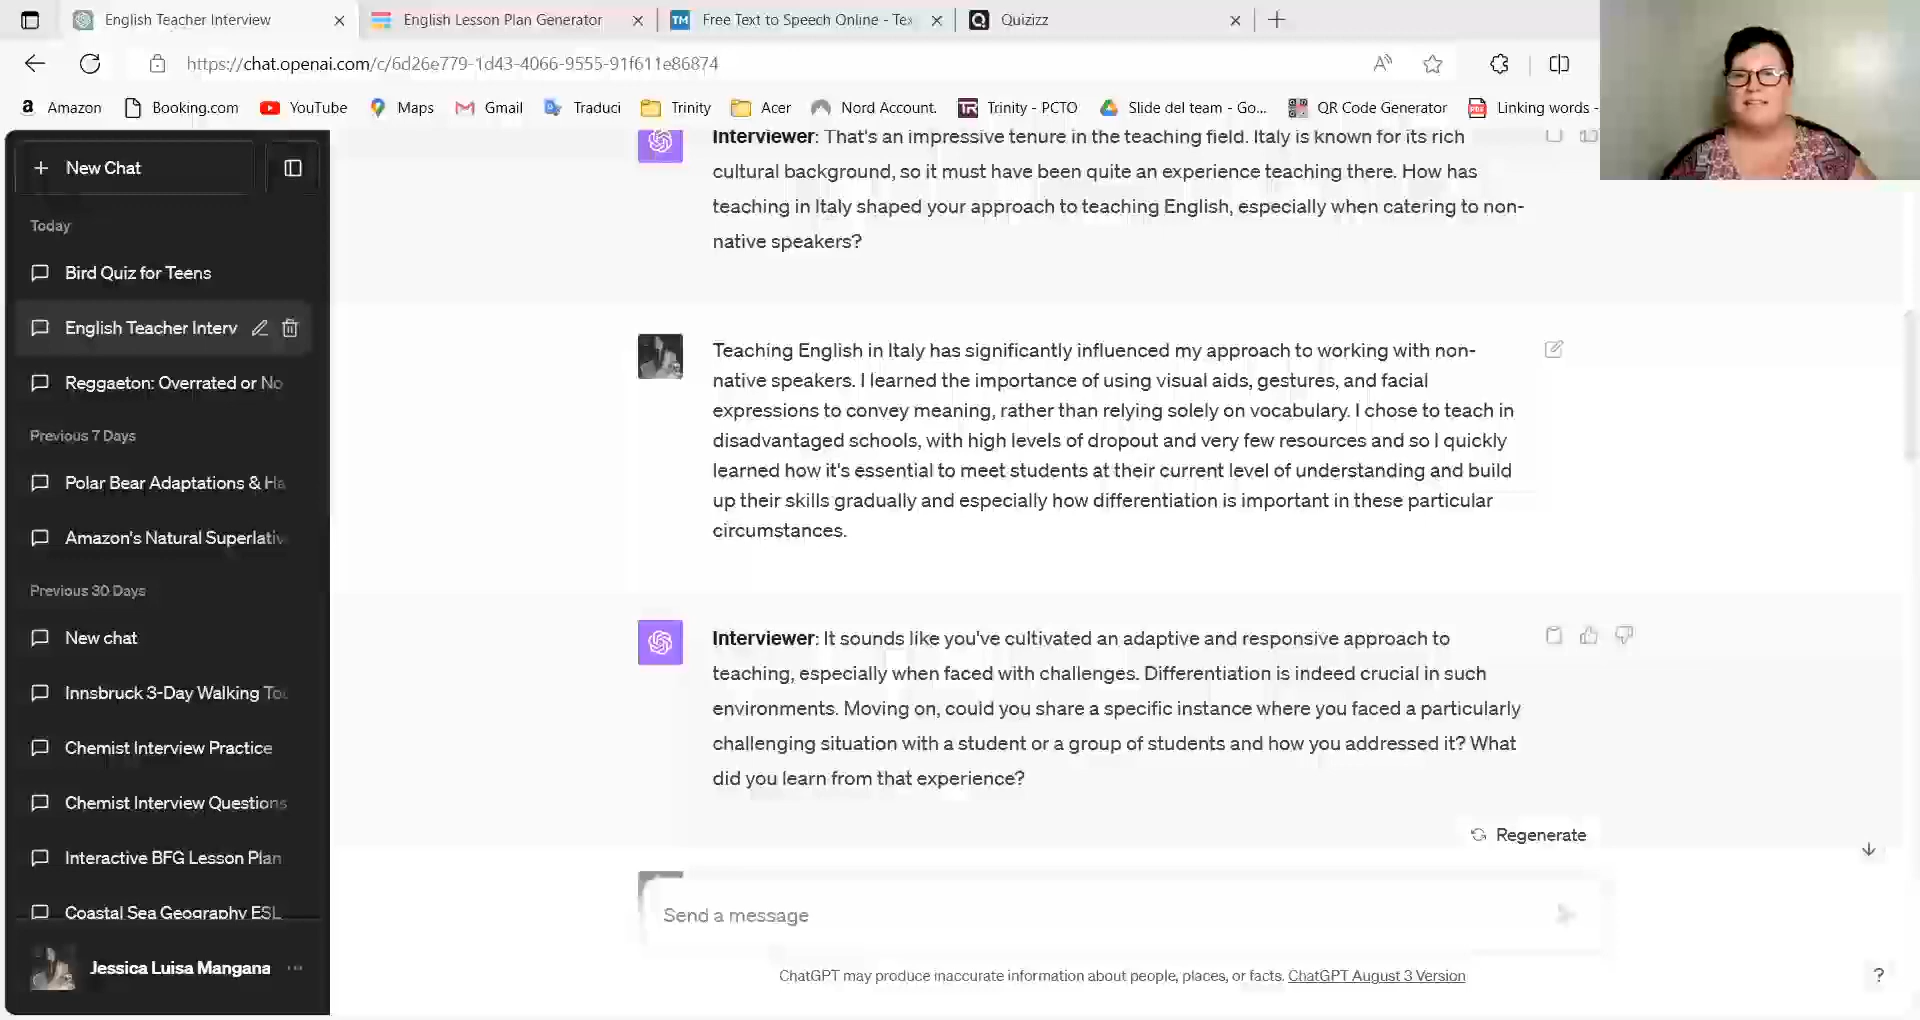 English Teacher Interview
English Lesson Plan Generator
TM Free Text to Speech Online - Tex
Quizizz
https://chat.openai.com/c/6d26e779-1d43-4066-9555-91f611e86874
Amazon
Booking.com
YouTube
Maps
Gmail
Traduci
Trinity
Acer
Nord Account.
TR Trinity - PCTO
Slide del team - Go...
QR Code Generator
PDF Linking words -
+ New Chat
Today
Bird Quiz for Teens
English Teacher Interv
Reggaeton: Overrated or No
Previous 7 Days
Polar Bear Adaptations & Ha
Amazon's Natural Superlativ
Previous 30 Days
New chat
Innsbruck 3-Day Walking To
Chemist Interview Practice
Chemist Interview Questions
Interactive BFG Lesson Plan
Coastal Sea Geography ESL
Jessica Luisa Mangana ...
Interviewer: That's an impressive tenure in the teaching field. Italy is known for its rich
cultural background, so it must have been quite an experience teaching there. How has
teaching in Italy shaped your approach to teaching English, especially when catering to non-
native speakers?
Teaching English in Italy has significantly influenced my approach to working with non-
native speakers. I learned the importance of using visual aids, gestures, and facial
expressions to convey meaning, rather than relying solely on vocabulary. I chose to teach in
disadvantaged schools, with high levels of dropout and very few resources and so I quickly
learned how it's essential to meet students at their current level of understanding and build
up their skills gradually and especially how differentiation is important in these particular
circumstances.
Interviewer: It sounds like you've cultivated an adaptive and responsive approach to
teaching, especially when faced with challenges. Differentiation is indeed crucial in such
environments. Moving on, could you share a specific instance where you faced a particularly
challenging situation with a student or a group of students and how you addressed it? What
did you learn from that experience?
Regenerate
Send a message
ChatGPT may produce inaccurate information about people, places, or facts. ChatGPT August 3 Version
?